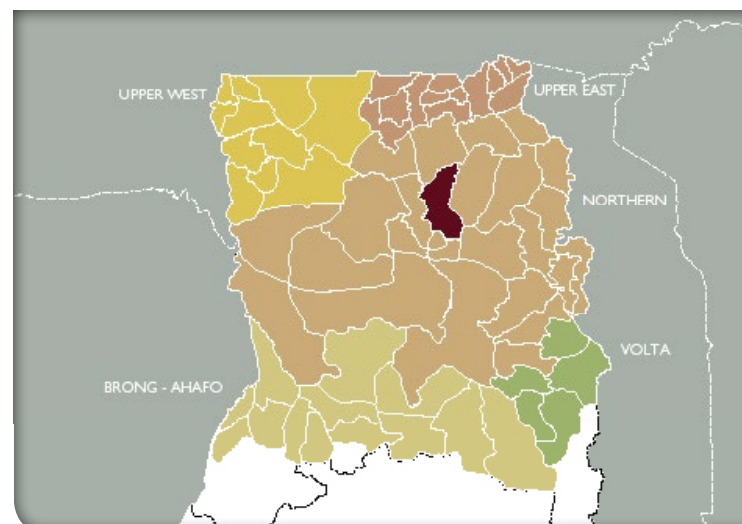 UPPER WEST
UPPER EAST
NORTHERN
VOLTA
BRONG - AHAFO